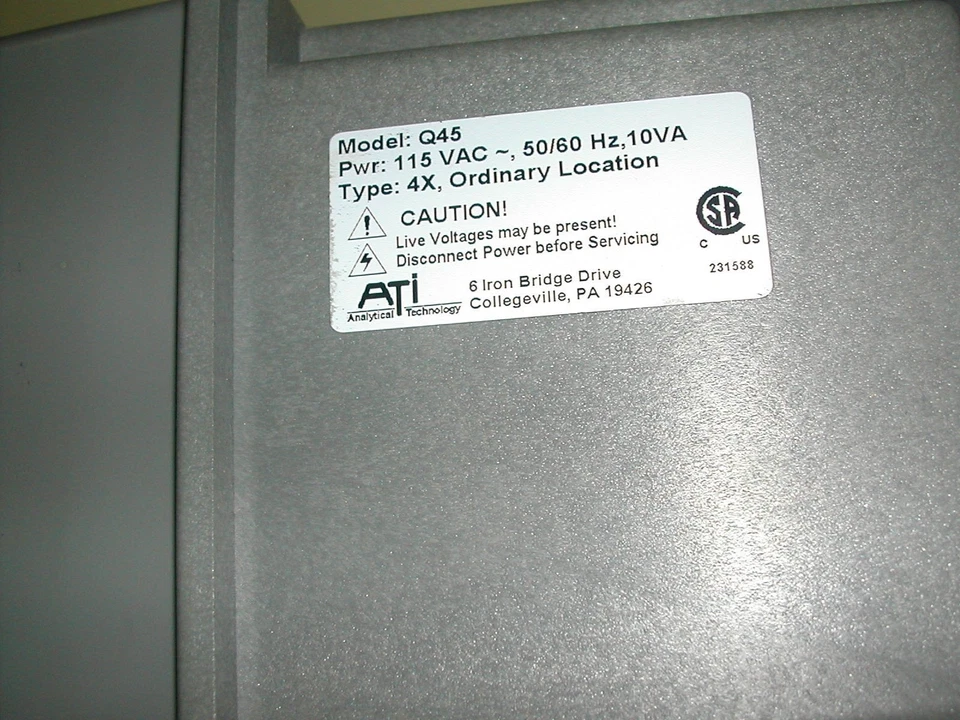 Model: Q45
Pwr: 115 VAC ~, 50/60 Hz,10VA
Type: 4X, Ordinary Location
CAUTION!
Live Voltages may be present!
Disconnect Power before Servicing
SA
C US
231588
ATi
Analytical Technology
6 Iron Bridge Drive
Collegeville, PA 19426